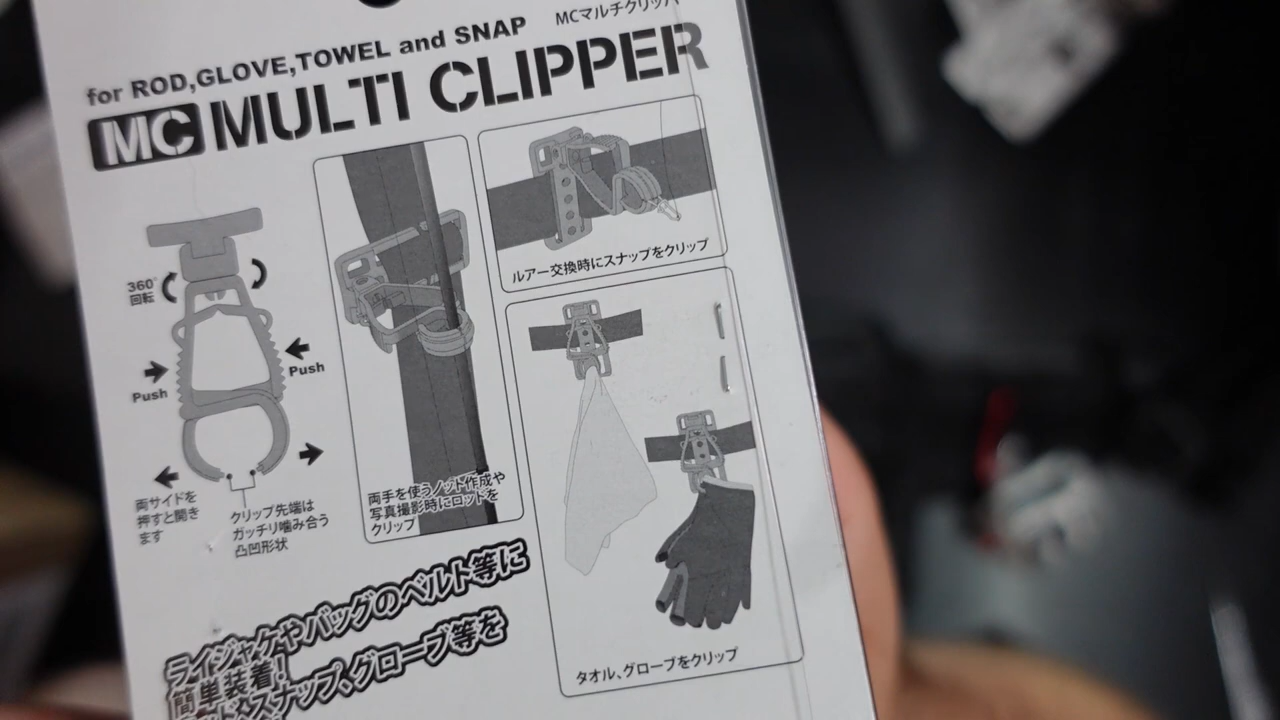 MCマルチクリッパー
for ROD,GLOVE,TOWEL and SNAP
MC MULTI CLIPPER
360°
回転
Push
Push
両サイドを
押すと開き
ます
クリップ先端は
ガッチリ噛み合う
凸凹形状
両手を使うノット作成や
写真撮影時にロッドを
クリップ
ルアー交換時にスナップをクリップ
タオル、グローブをクリップ
ライジャケやバッグのベルト等に
簡単装着!
スナップ、グローブ等を